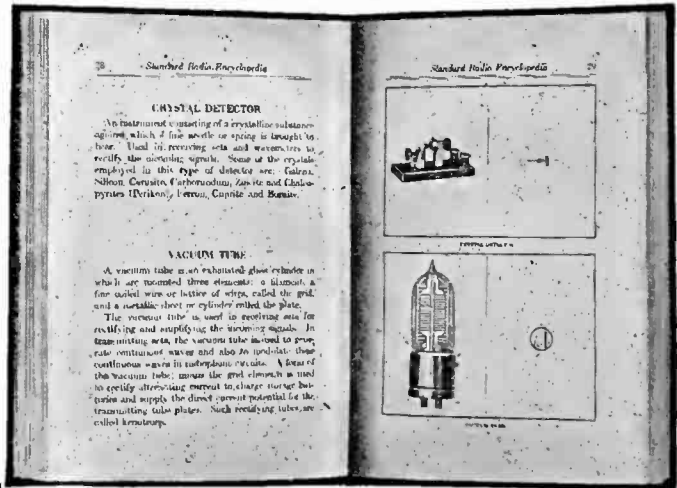 78 Standard Radio Encyclopedia
CRYSTAL DETECTOR
An instrument consisting of a crystalline substance
against which a fine needle or spring is brought to
bear. Used in receiving sets and wavemeters to
rectify the incoming signals. Some of the crystals
employed in this type of detector are: Galena,
Silicon, Cerusite, Carborundum, Zincite and Chalco-
pyrites (Perikon), Ferron, Cuprite and Bornite.
VACUUM TUBE
A vacuum tube is an exhausted glass cylinder in
which are mounted three elements: a filament, a
fine coiled wire or lattice of wires, called the grid,
and a metallic sheet or cylinder called the plate.
The vacuum tube is used in receiving sets for
rectifying and amplifying the incoming signals. In
transmitting sets, the vacuum tube is used to gene-
rate continuous waves and also to modulate these
continuous waves in radiophone circuits. A form of
the vacuum tube, minus the grid element is used
to rectify alternating current to charge storage bat-
teries and supply the direct current potential for the
transmitting tube plates. Such rectifying tubes are
called kenotrons.
Standard Radio Encyclopedia
CRYSTAL DETECTOR
VACUUM TUBE